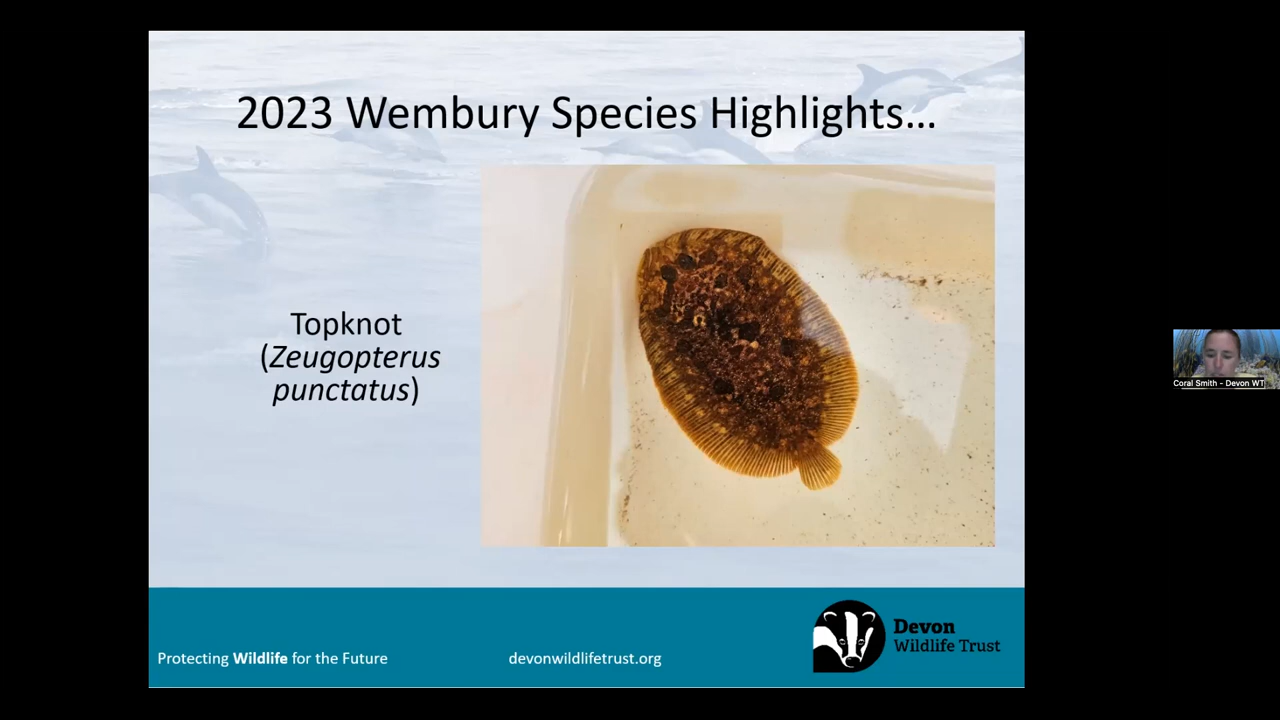 2023 Wembury Species Highlights...
Topknot
(Zeugopterus
punctatus)
Coral Smith - Devon WT
Protecting Wildlife for the Future
devonwildlifetrust.org
Devon
Wildlife Trust